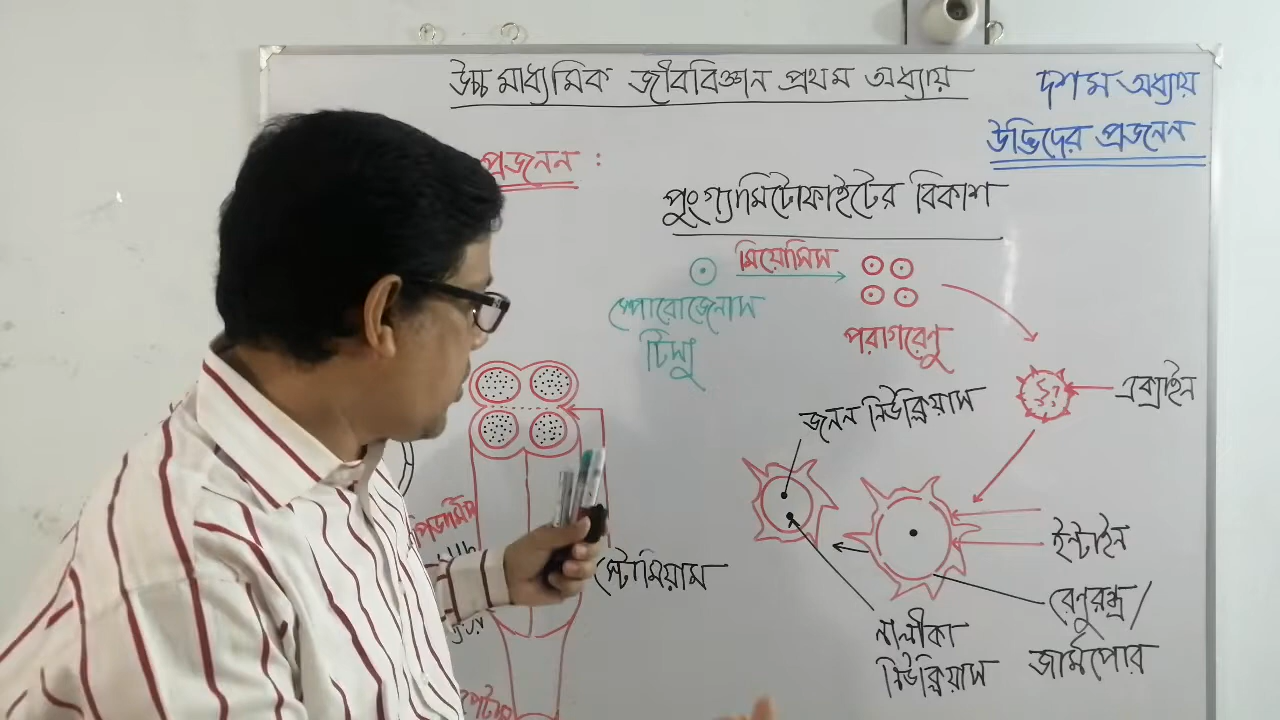 উচ্চ মাধ্যমিক জীববিজ্ঞান প্রথম অধ্যায়
দশম অধ্যায়
উদ্ভিদের প্রজনন
প্রজনন :
পুংগ্যামিটোফাইটের বিকাশ
মিয়োসিস
স্পোরোজেনাস
টিস্যু
পরাগরেণু
এক্সাইন
জনন নিউক্লিয়াস
ইন্টাইন
স্টোমিয়াম
রেণুরন্ধ্র/
জার্মপোর
নালীকা
নিউক্লিয়াস